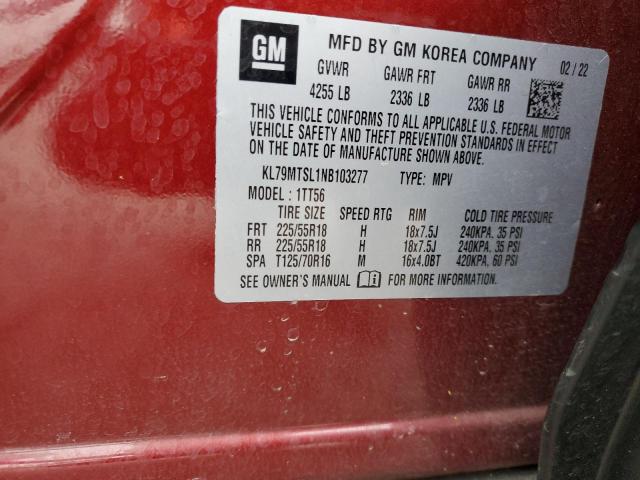 GM
MFD BY GM KOREA COMPANY 02 / 22
GVWR GAWR FRT GAWR RR
4255 LB 2336 LB 2336 LB
THIS VEHICLE CONFORMS TO ALL APPLICABLE U.S. FEDERAL MOTOR
VEHICLE SAFETY AND THEFT PREVENTION STANDARDS IN EFFECT
ON THE DATE OF MANUFACTURE SHOWN ABOVE.
KL79MTSL1NB103277 TYPE: MPV
MODEL : 1TT56
TIRE SIZE SPEED RTG RIM COLD TIRE PRESSURE
FRT 225/55R18 H 18x7.5J 240KPA, 35 PSI
RR 225/55R18 H 18x7.5J 240KPA, 35 PSI
SPA T125/70R16 M 16x4.0BT 420KPA, 60 PSI
SEE OWNER'S MANUAL FOR MORE INFORMATION.